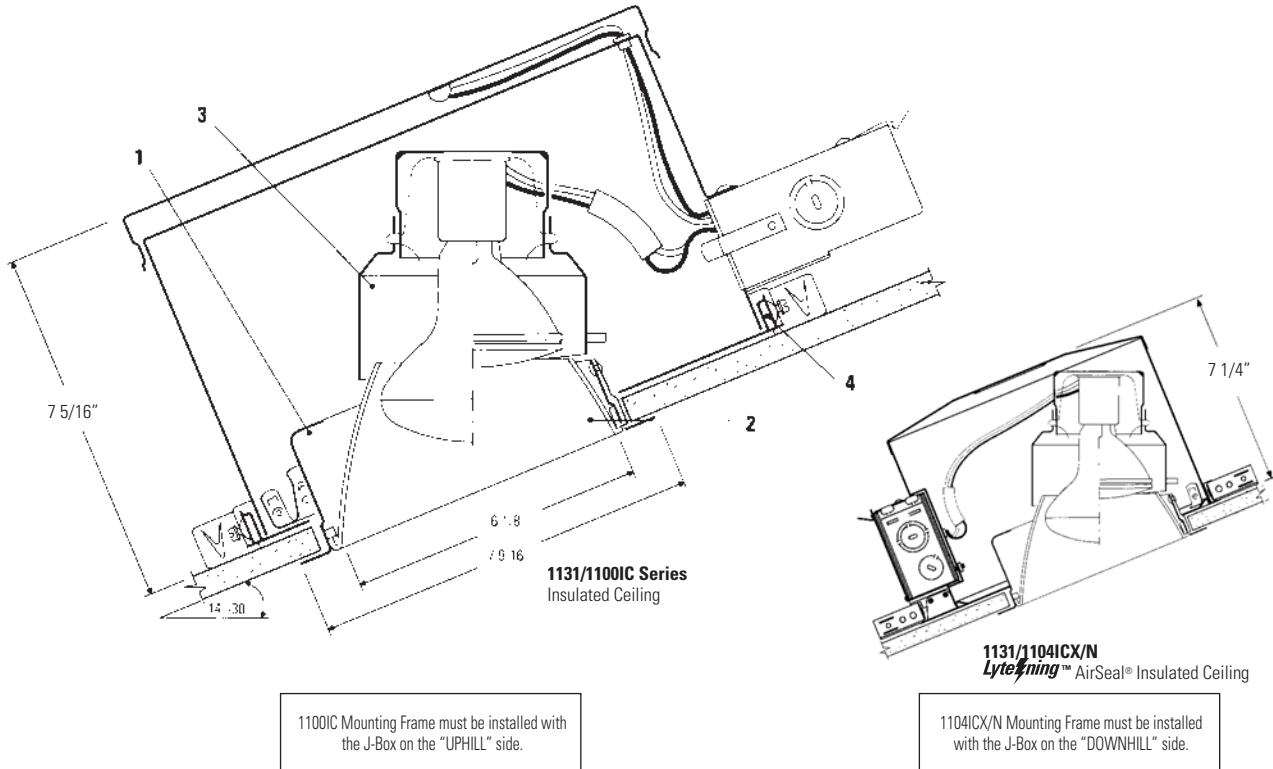 3
1
7 5/16”
4
2
7 1/4”
1131/1100IC Series
Insulated Ceiling
1131/1104ICX/N
Lytening™ AirSeal® Insulated Ceiling
1100IC Mounting Frame must be installed with
the J-Box on the “UPHILL” side.
1104ICX/N Mounting Frame must be installed
with the J-Box on the “DOWNHILL” side.